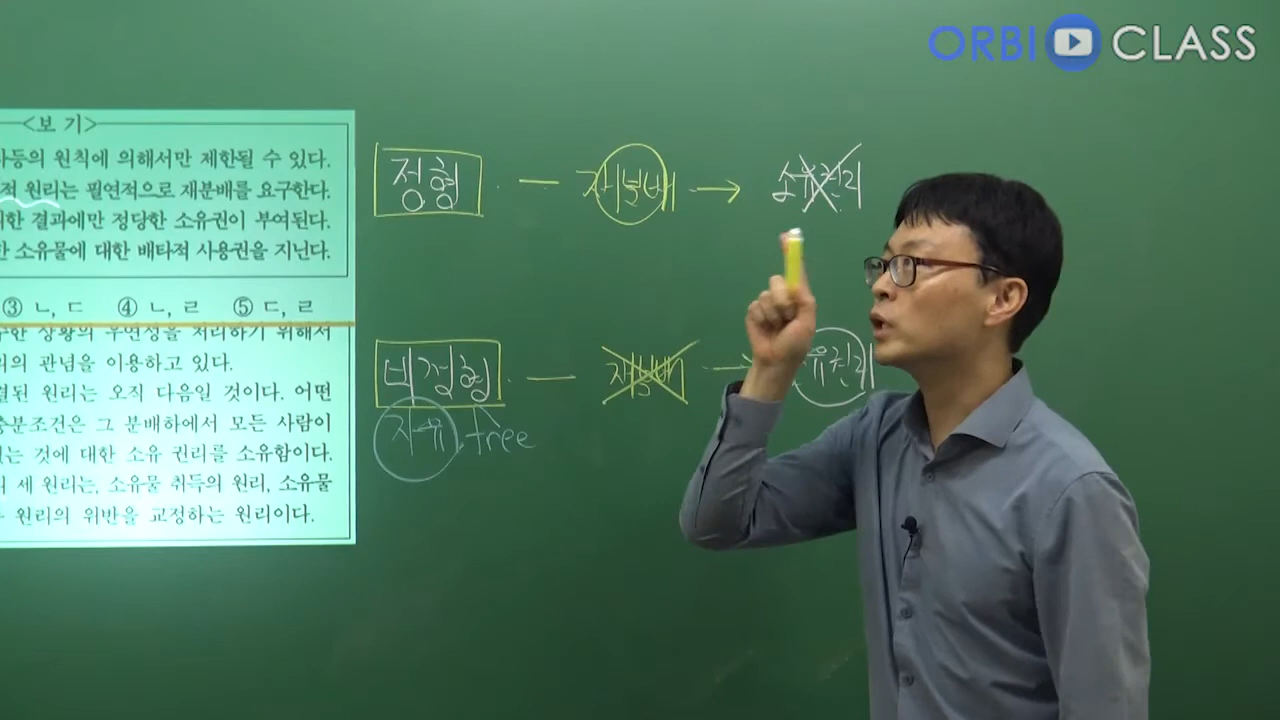 ORBI CLASS
<보 기>
등의 원칙에 의해서만 제한될 수 있다.
적 원리는 필연적으로 재분배를 요구한다.
결과에만 정당한 소유권이 부여된다.
소유물에 대한 배타적 사용권을 지닌다.
③ ㄴ, ㄷ ④ ㄴ, ㄹ ⑤ ㄷ, ㄹ
상황의 우연성을 처리하기 위해서
의 관념을 이용하고 있다.
결된 원리는 오직 다음일 것이다. 어떤
충분조건은 그 분배하에서 모든 사람이
는 것에 대한 소유 권리를 소유함이다.
세 원리는, 소유물 취득의 원리, 소유물
원리의 위반을 교정하는 원리이다.
정형 — 재분배 → 소유권리
비정형 — 재분배 → 유권리
자유, free